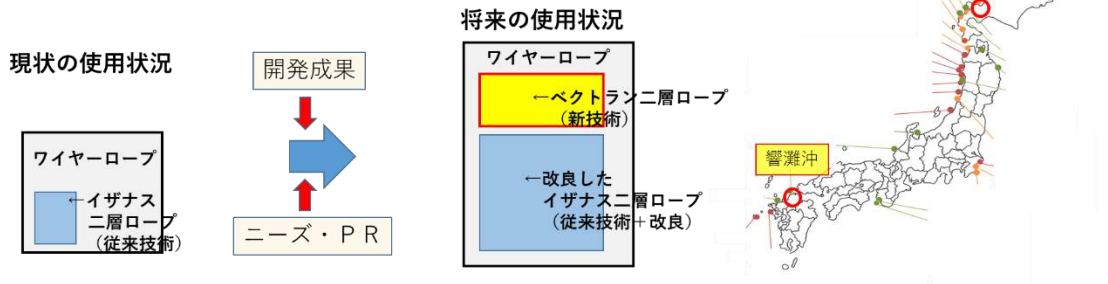 現状の使用状況
ワイヤーロープ
←イザナス
二層ロープ
（従来技術）
開発成果
ニーズ・ＰＲ
将来の使用状況
ワイヤーロープ
←ベクトラン二層ロープ
（新技術）
←改良した
イザナス二層ロープ
（従来技術＋改良）
響灘沖